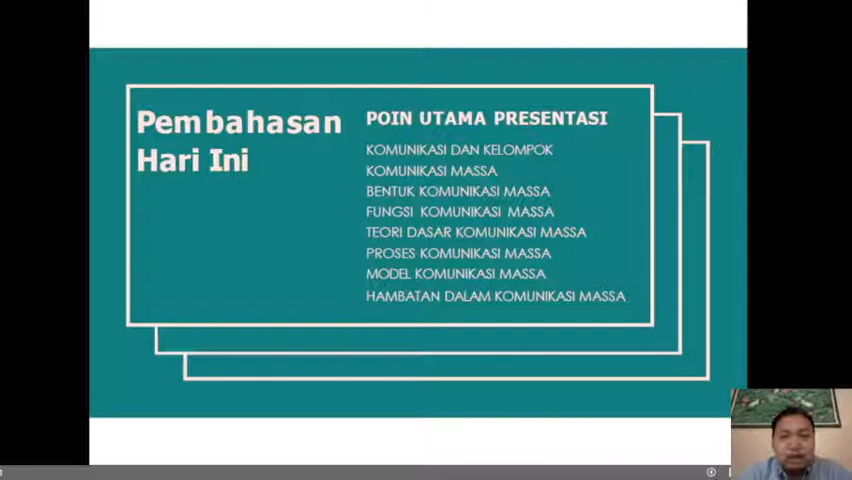 Pembahasan
Hari Ini
POIN UTAMA PRESENTASI
KOMUNIKASI DAN KELOMPOK
KOMUNIKASI MASSA
BENTUK KOMUNIKASI MASSA
FUNGSI KOMUNIKASI MASSA
TEORI DASAR KOMUNIKASI MASSA
PROSES KOMUNIKASI MASSA
MODEL KOMUNIKASI MASSA
HAMBATAN DALAM KOMUNIKASI MASSA